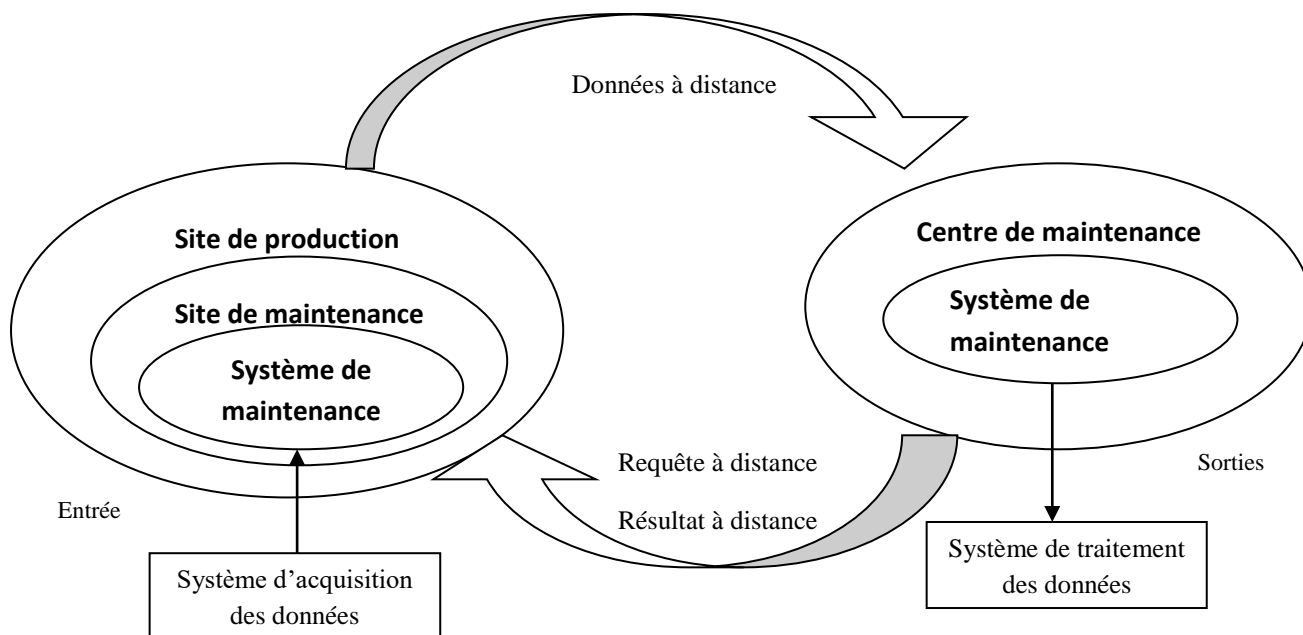 Données à distance
Site de production
Site de maintenance
Système de
maintenance
Centre de maintenance
Système de
maintenance
Requête à distance
Résultat à distance
Entrée
Sorties
Système d’acquisition
des données
Système de traitement
des données